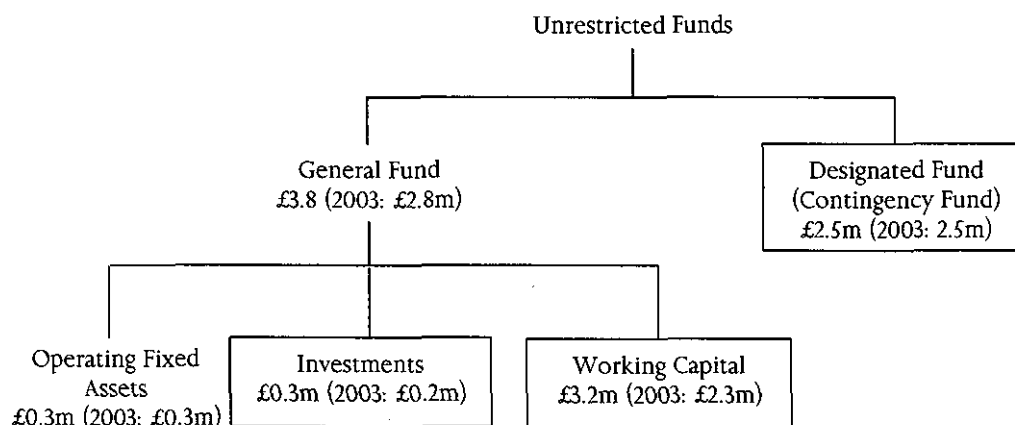 Unrestricted Funds
General Fund
£3.8 (2003: £2.8m)
Designated Fund
(Contingency Fund)
£2.5m (2003: 2.5m)
Operating Fixed
Assets
£0.3m (2003: £0.3m)
Investments
£0.3m (2003: £0.2m)
Working Capital
£3.2m (2003: £2.3m)